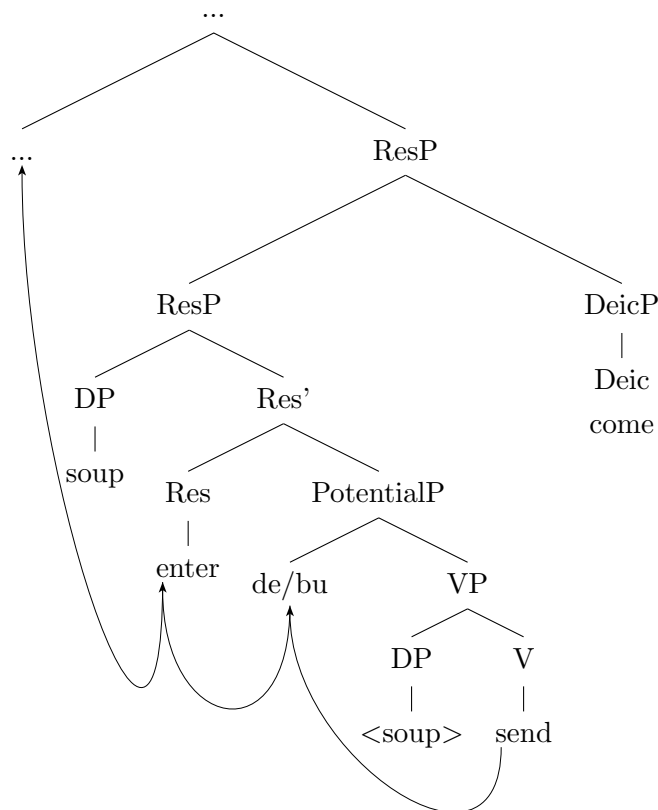 ...
... ResP
ResP DeicP
DP Res' Deic
soup come
Res PotentialP
enter de/bu VP
DP V
<soup> send